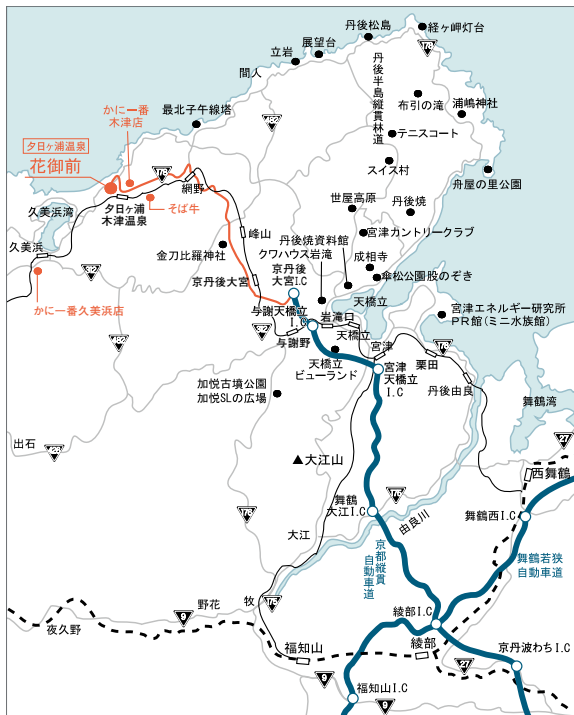 経ヶ岬灯台
丹後松島
展望台
178
立岩
間人
丹後半島縦貫林道
布引の滝
浦嶋神社
かに一番
木津店
最北子午線塔
482
テニスコート
夕日ヶ浦温泉
花御前
178
スイス村
舟屋の里公園
網野
夕日ヶ浦
木津温泉
そば牛
世屋高原
丹後焼
久美浜湾
峰山
宮津カントリークラブ
久美浜
金刀比羅神社
丹後焼資料館
クワハウス岩滝
成相寺
312
京丹後大宮
京丹後
大宮I.C
傘松公園股のぞき
かに一番久美浜店
与謝天橋立
I.C
天橋立
岩滝口
宮津エネルギー研究所
PR館(ミニ水族館)
482
与謝野
天橋立
宮津
178
天橋立
ビューランド
栗田
宮津
天橋立
I.C
丹後由良
加悦古墳公園
加悦SLの広場
舞鶴湾
出石
426
27
▲大江山
西舞鶴
舞鶴
大江I.C
175
176
由良川
舞鶴西I.C
大江
京都縦貫
自動車道
舞鶴若狭
自動車道
野花
牧
175
9
夜久野
綾部I.C
福知山
綾部
京丹波わちI.C
27
9
福知山I.C
9